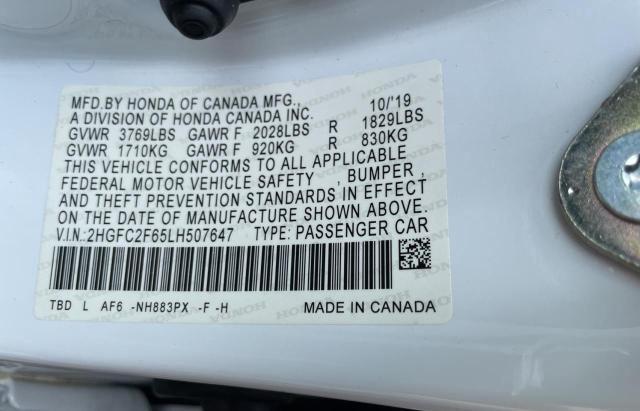 MFD.BY HONDA OF CANADA MFG., 10/'19
A DIVISION OF HONDA CANADA INC.
GVWR 3769LBS GAWR F 2028LBS R 1829LBS
GVWR 1710KG GAWR F 920KG R 830KG
THIS VEHICLE CONFORMS TO ALL APPLICABLE
FEDERAL MOTOR VEHICLE SAFETY , BUMPER ,
AND THEFT PREVENTION STANDARDS IN EFFECT
ON THE DATE OF MANUFACTURE SHOWN ABOVE.
V.I.N.:2HGFC2F65LH507647 TYPE: PASSENGER CAR
TBD L AF6 -NH883PX -F -H MADE IN CANADA